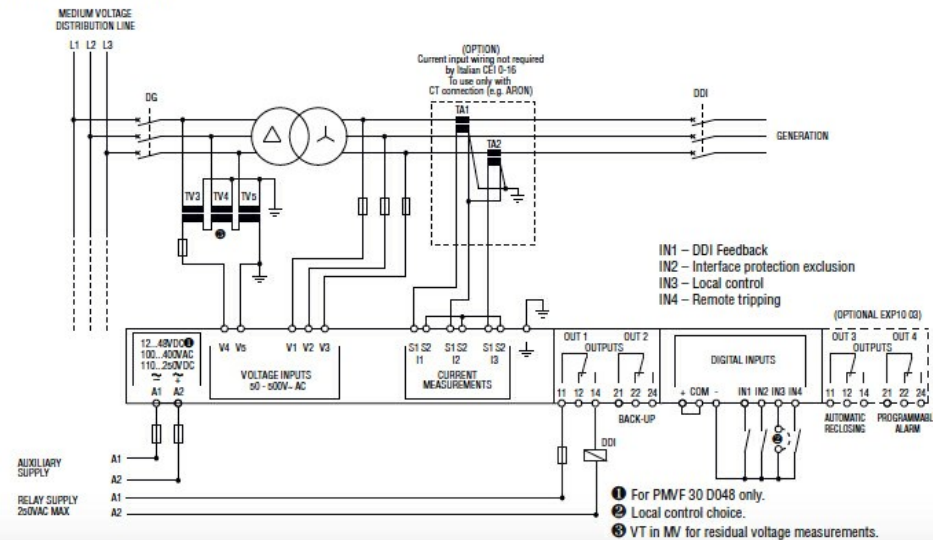 MEDIUM VOLTAGE
DISTRIBUTION LINE
L1 L2 L3
DG
(OPTION)
Current input wiring not required
by Italian CEI 0-16
To use only with
CT connection (e.g. ARON)
TA1
TA2
DDI
GENERATION
TV3 TV4 TV5
❸
IN1 – DDI Feedback
IN2 – Interface protection exclusion
IN3 – Local control
IN4 – Remote tripping
(OPTIONAL EXP10 03)
12...48VDC❶
100...400VAC
110...250VDC
A1 A2
V4 V5 V1 V2 V3
VOLTAGE INPUTS
50 - 500V~ AC
S1 S2 S1 S2 S1 S2
I1 I2 I3
CURRENT
MEASUREMENTS
OUT 1 OUT 2
OUTPUTS
11 12 14 21 22 24
BACK-UP
DIGITAL INPUTS
+ COM - IN1 IN2 IN3 IN4
OUT 3 OUT 4
OUTPUTS
11 12 14 21 22 24
AUTOMATIC
RECLOSING
PROGRAMMABL
ALARM
❷
DDI
AUXILIARY
SUPPLY
A1
A2
RELAY SUPPLY
250VAC MAX
A1
A2
❶ For PMVF 30 D048 only.
❷ Local control choice.
❸ VT in MV for residual voltage measurements.